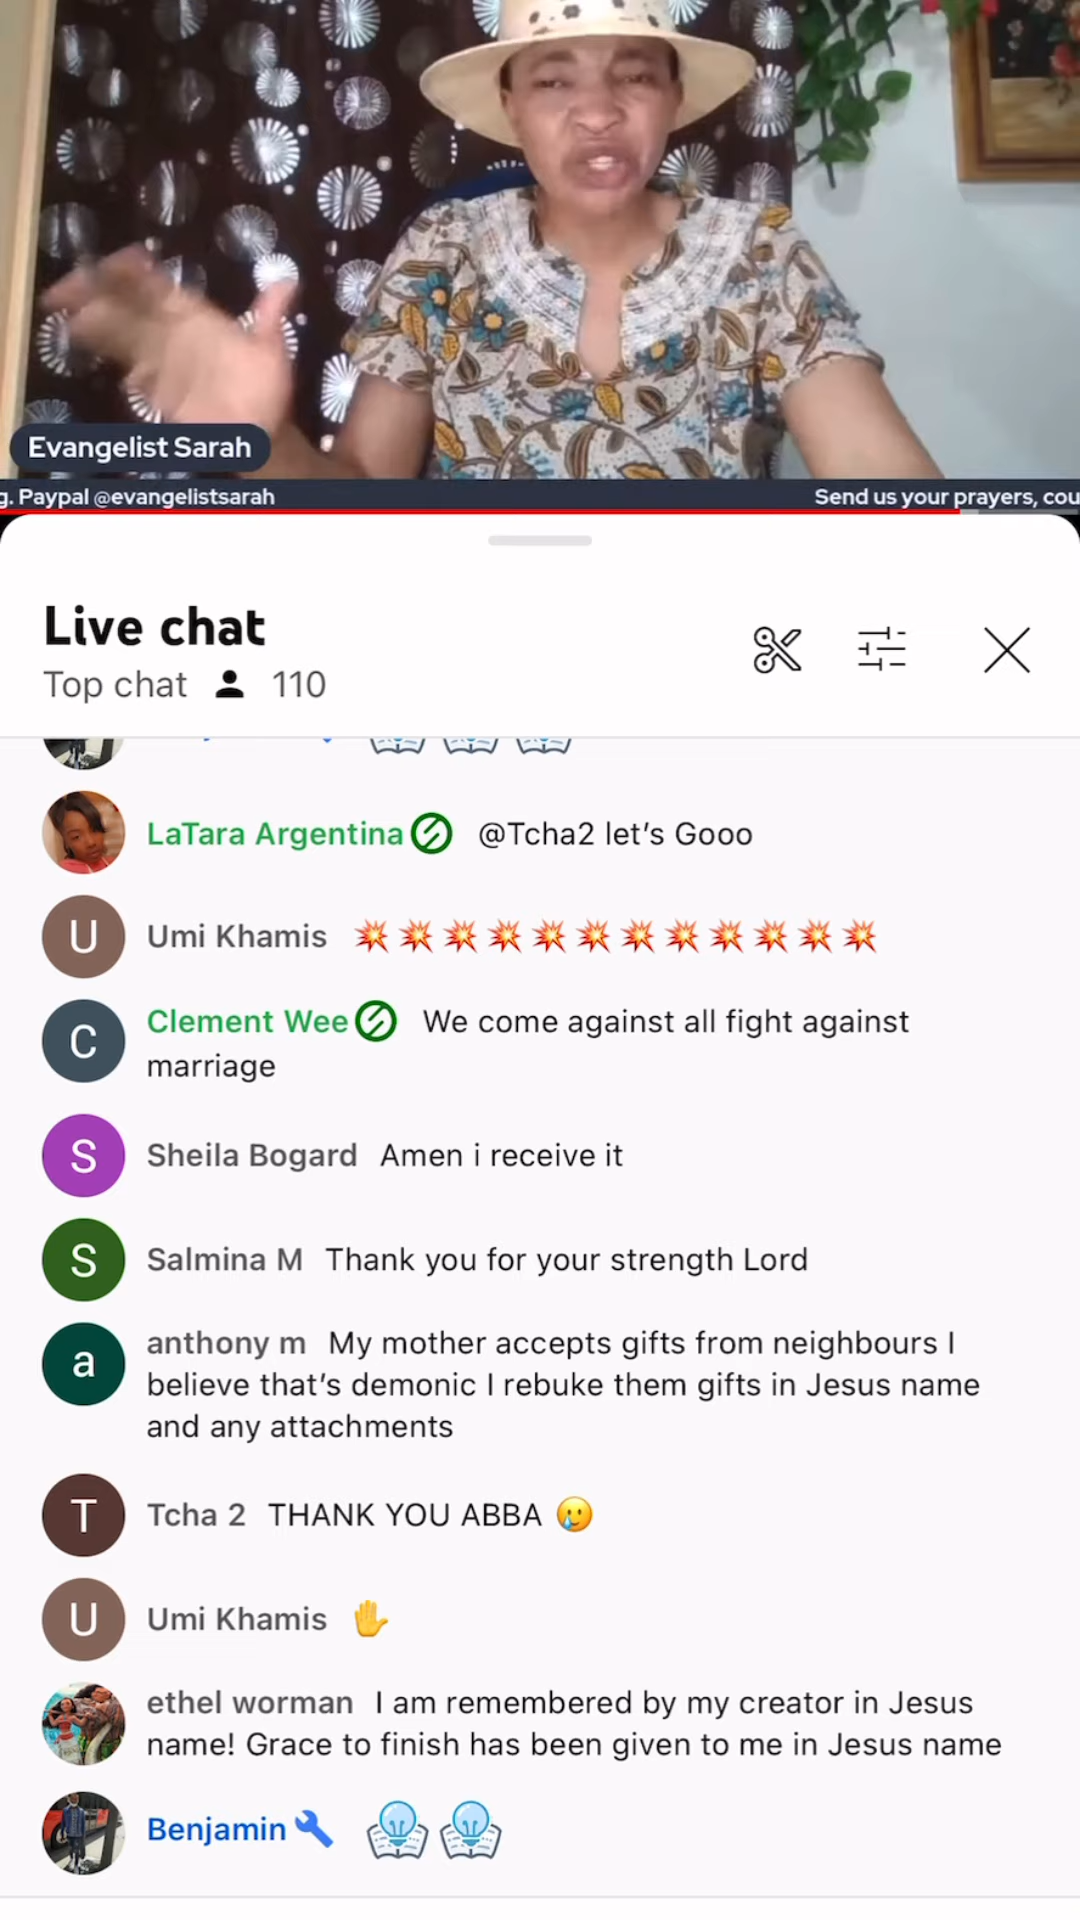 Evangelist Sarah
g. Paypal @evangelistsarah
Send us your prayers, cou
Live chat
Top chat 110
LaTara Argentina @Tcha2 let's Gooo
U
Umi Khamis 💥💥💥💥💥💥💥💥💥💥💥💥
C
Clement Wee We come against all fight against
marriage
S
Sheila Bogard Amen i receive it
S
Salmina M Thank you for your strength Lord
a
anthony m My mother accepts gifts from neighbours I
believe that's demonic I rebuke them gifts in Jesus name
and any attachments
T
Tcha 2 THANK YOU ABBA 🥲
U
Umi Khamis ✋
ethel worman I am remembered by my creator in Jesus
name! Grace to finish has been given to me in Jesus name
Benjamin